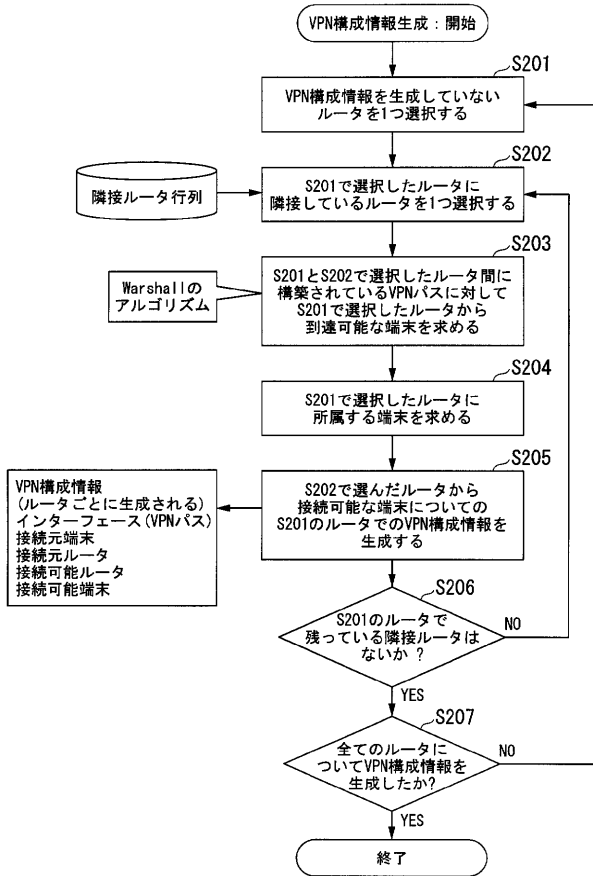 VPN構成情報生成：開始
S201
VPN構成情報を生成していない
ルータを1つ選択する
S202
隣接ルータ行列
S201で選択したルータに
隣接しているルータを1つ選択する
S203
Warshallの
アルゴリズム
S201とS202で選択したルータ間に
構築されているVPNパスに対して
S201で選択したルータから
到達可能な端末を求める
S204
S201で選択したルータに
所属する端末を求める
S205
VPN構成情報
(ルータごとに生成される)
インターフェース(VPNパス)
接続元端末
接続元ルータ
接続可能ルータ
接続可能端末
S202で選んだルータから
接続可能な端末についての
S201のルータでのVPN構成情報を
生成する
S206
S201のルータで
残っている隣接ルータは
ないか ?
NO
YES
S207
全てのルータに
ついてVPN構成情報を
生成したか?
NO
YES
終了